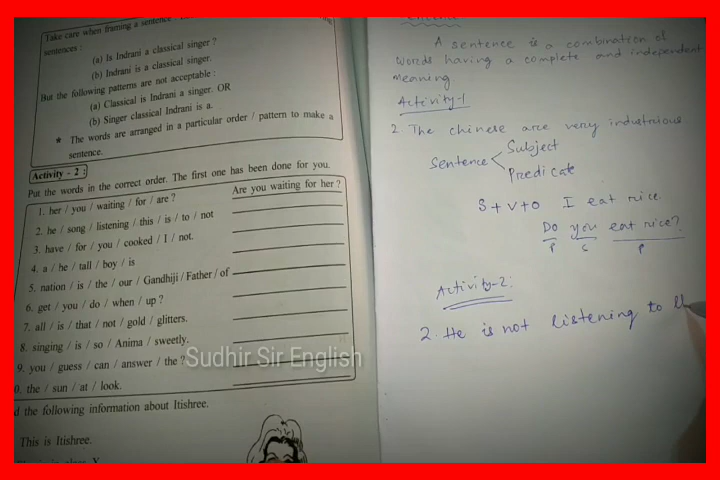 Take care when framing a sentence
sentences :
(a) Is Indrani a classical singer ?
(b) Indrani is a classical singer.
But the following patterns are not acceptable :
(a) Classical is Indrani a singer. OR
(b) Singer classical Indrani is a.
* The words are arranged in a particular order / pattern to make a
sentence.
Activity - 2 :
Put the words in the correct order. The first one has been done for you.
1. her / you / waiting / for / are ? Are you waiting for her ?
2. he / song / listening / this / is / to / not
3. have / for / you / cooked / I / not.
4. a / he / tall / boy / is
5. nation / is / the / our / Gandhiji / Father / of
6. get / you / do / when / up ?
7. all / is / that / not / gold / glitters.
8. singing / is / so / Anima / sweetly.
9. you / guess / can / answer / the ?
0. the / sun / at / look.
d the following information about Itishree.
This is Itishree.
Sudhir Sir English
A sentence is a combination of
words having a complete and independent
meaning
Activity-1
2. The chinese are very industrious
Sentence
Subject
Predicate
S + V + O I eat rice
Do you eat rice?
P S P
Activity-2:
2. He is not listening to